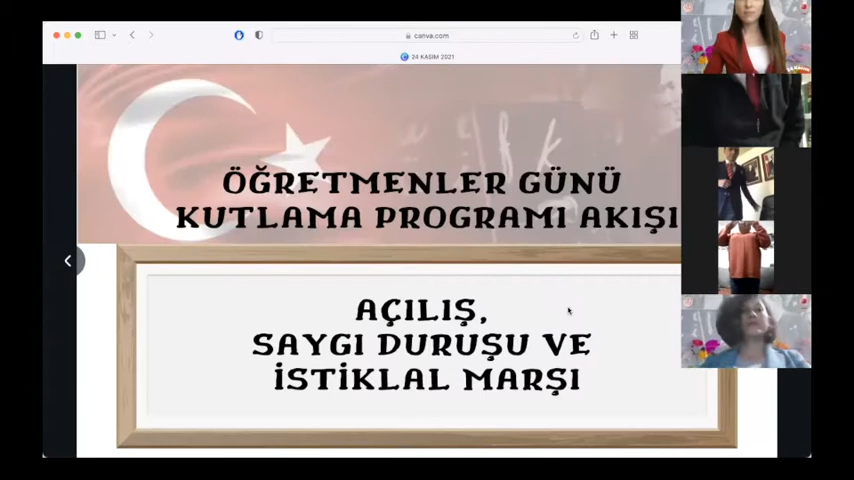 canva.com
24 KASIM 2021
ÖĞRETMENLER GÜNÜ
KUTLAMA PROGRAMI AKIŞI
AÇILIŞ,
SAYGI DURUŞU VE
İSTİKLAL MARŞI